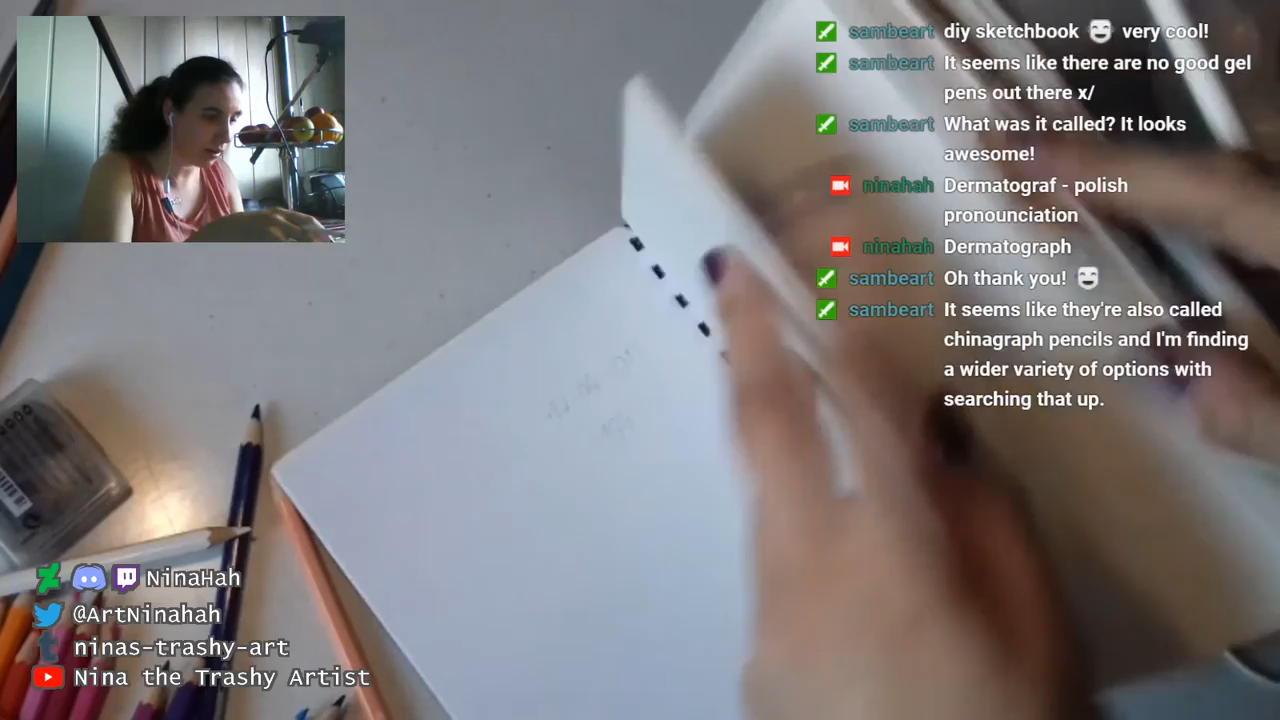 sambeart diy sketchbook very cool!
sambeart It seems like there are no good gel
pens out there x/
sambeart What was it called? It looks
awesome!
ninahah Dermatograf - polish
pronounciation
ninahah Dermatograph
sambeart Oh thank you!
sambeart It seems like they're also called
chinagraph pencils and I'm finding
a wider variety of options with
searching that up.
NinaHah
@ArtNinahah
ninas-trashy-art
Nina the Trashy Artist